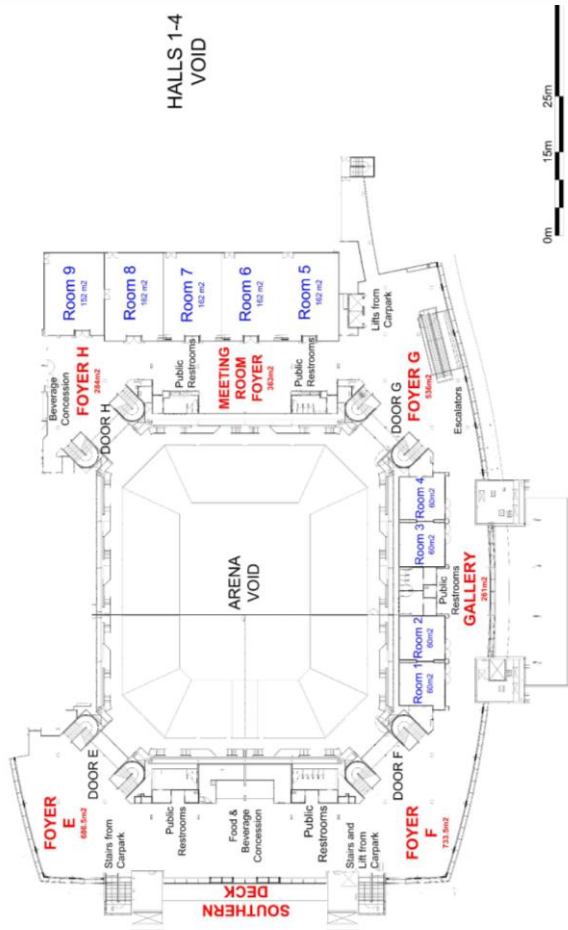 HALLS 1-4
VOID
25m
15m
0m
Room 9
152 m2
Room 8
162 m2
Room 7
162 m2
Room 6
162 m2
Room 5
162 m2
Beverage
Concession
FOYER H
284m2
DOOR H
Public
Restrooms
MEETING
ROOM
FOYER
363m2
Public
Restrooms
Lifts from
Carpark
DOOR G
FOYER G
536m2
Escalators
ARENA
VOID
Room 4
60m2
Room 3
60m2
Public
Restrooms
Room 2
60m2
Room 1
60m2
GALLERY
261m2
DOOR E
FOYER
E
686.5m2
Stairs from
Carpark
Public
Restrooms
Food &
Beverage
Concession
Public
Restrooms
DOOR F
Stairs and
Lift from
Carpark
FOYER
F
733.5m2
SOUTHERN
DECK